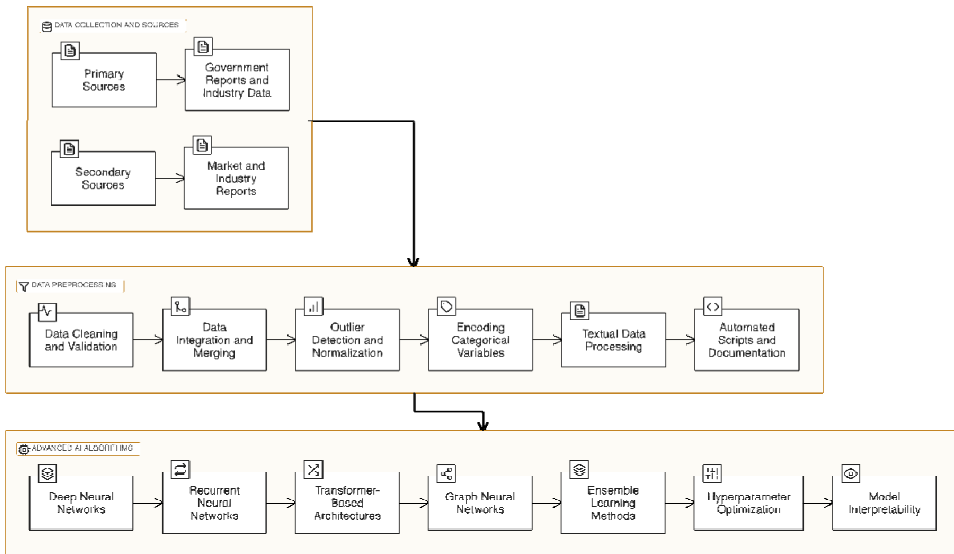 DATA COLLECTION AND SOURCES
Primary
Sources
Government
Reports and
Industry Data
Secondary
Sources
Market and
Industry
Reports
DATA PREPROCESSING
Data Cleaning
and Validation
Data
Integration and
Merging
Outlier
Detection and
Normalization
Encoding
Categorical
Variables
Textual Data
Processing
Automated
Scripts and
Documentation
ADVANCED AI ALGORITHMS
Deep Neural
Networks
Recurrent
Neural
Networks
Transformer-
Based
Architectures
Graph Neural
Networks
Ensemble
Learning
Methods
Hyperparameter
Optimization
Model
Interpretability